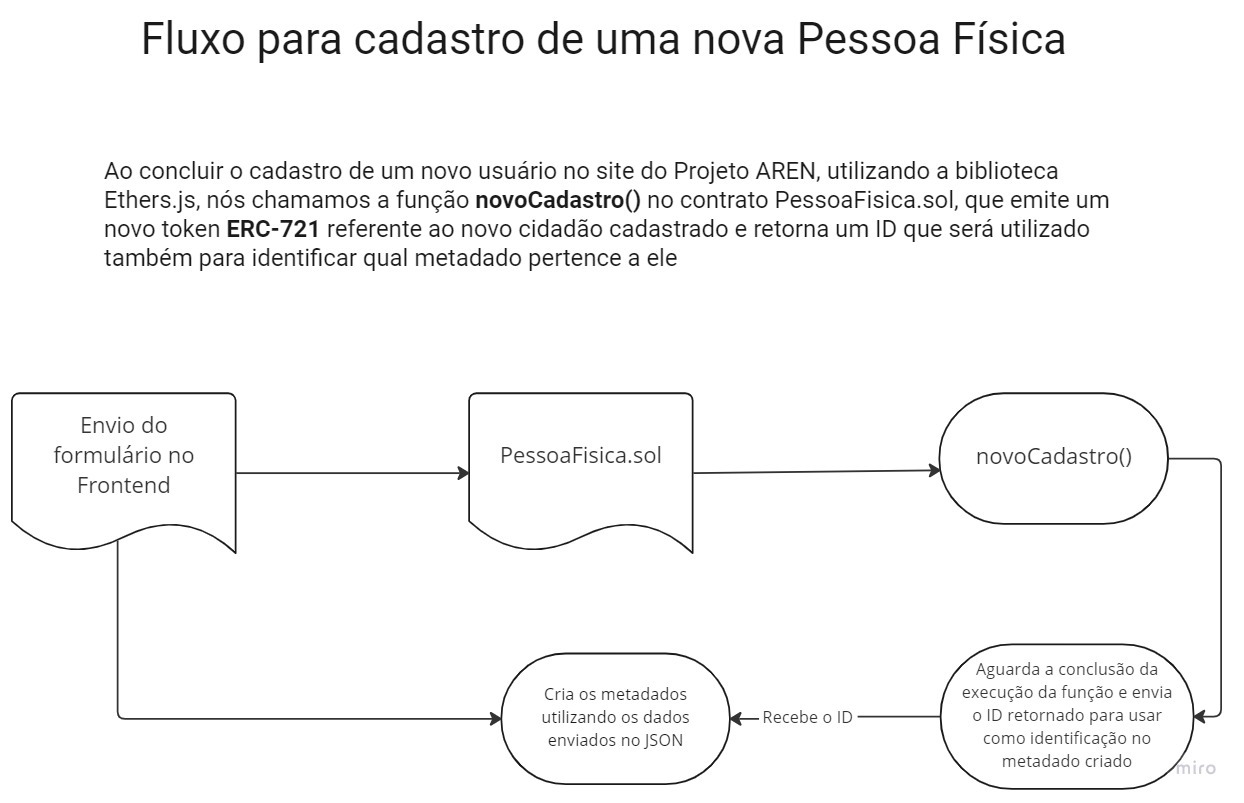 Fluxo para cadastro de uma nova Pessoa Física
Ao concluir o cadastro de um novo usuário no site do Projeto AREN, utilizando a biblioteca
Ethers.js, nós chamamos a função novoCadastro() no contrato PessoaFisica.sol, que emite um
novo token ERC-721 referente ao novo cidadão cadastrado e retorna um ID que será utilizado
também para identificar qual metadado pertence a ele
Envio do
formulário no
Frontend
PessoaFisica.sol
novoCadastro()
Cria os metadados
utilizando os dados
enviados no JSON
Recebe o ID
Aguarda a conclusão da
execução da função e envia
o ID retornado para usar
como identificação no
metadado criado
miro